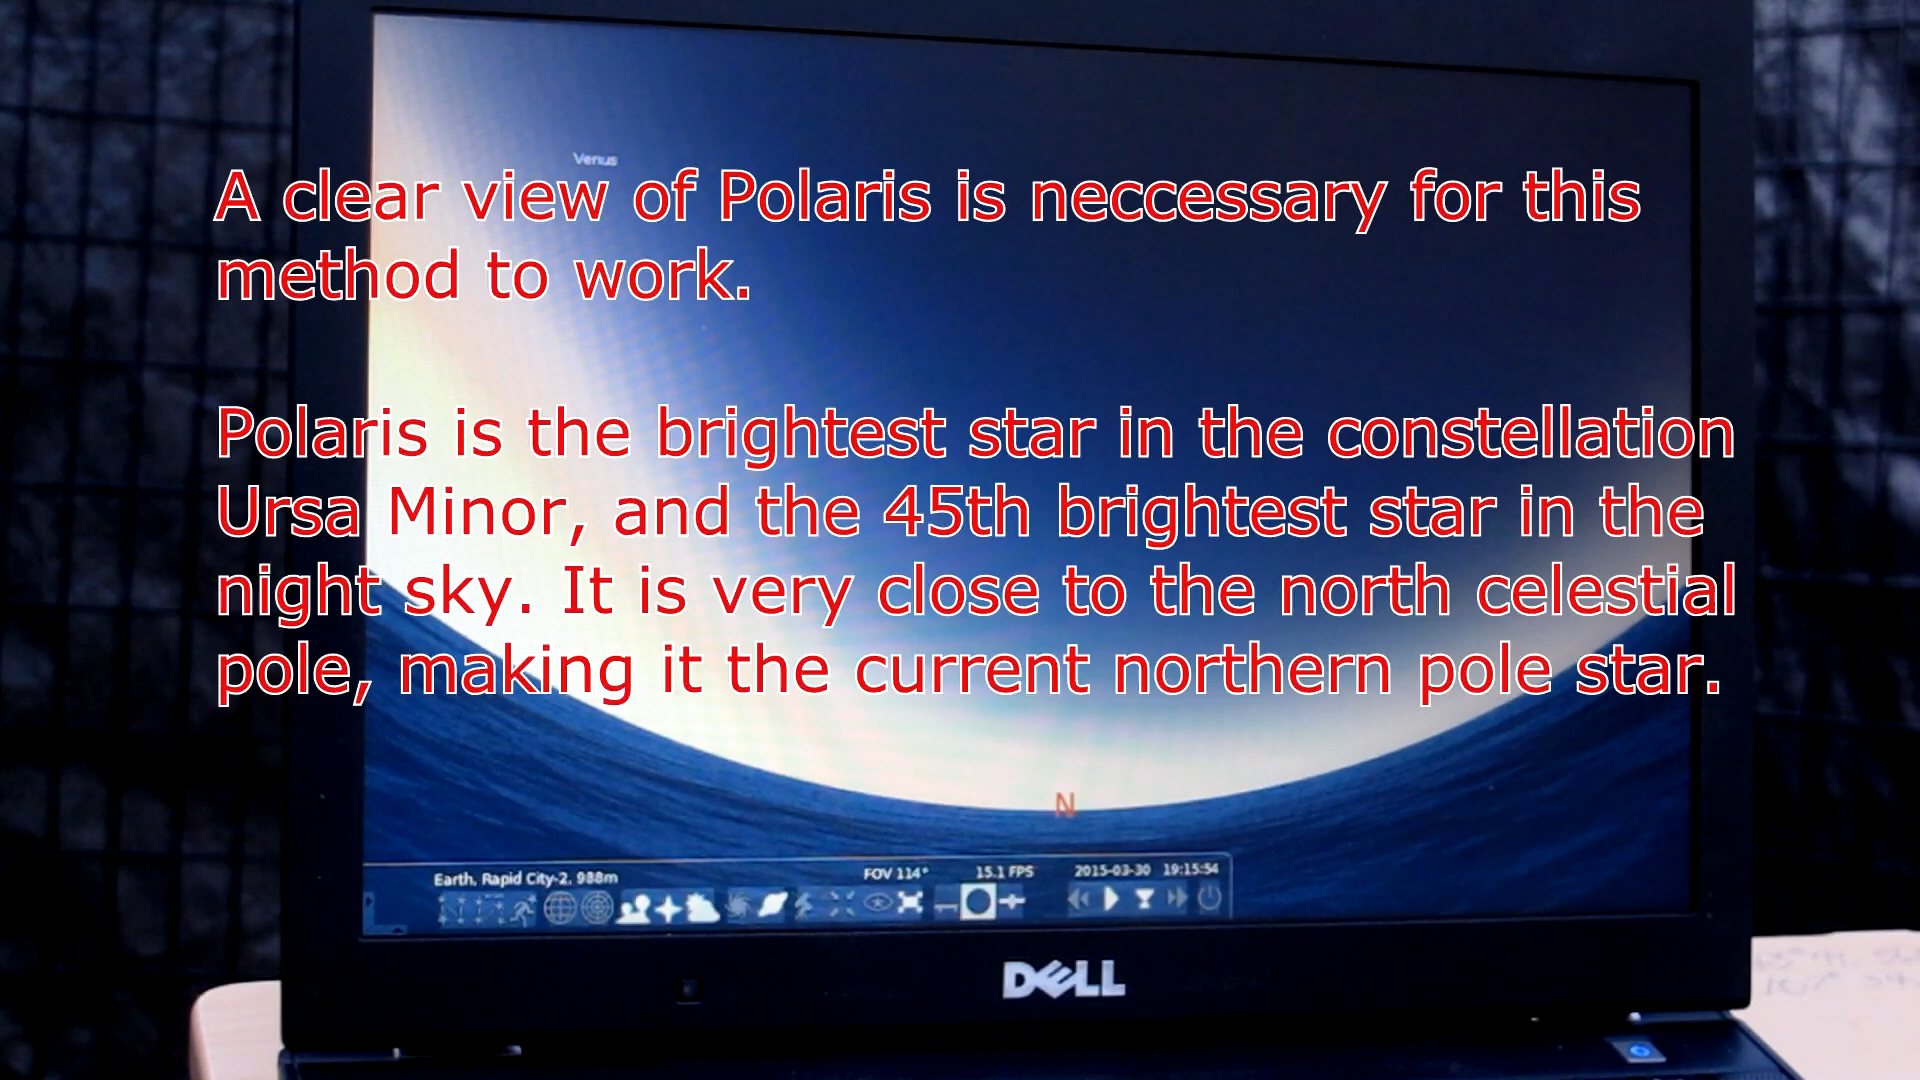 Venus
A clear view of Polaris is neccessary for this
method to work.
Polaris is the brightest star in the constellation
Ursa Minor, and the 45th brightest star in the
night sky. It is very close to the north celestial
pole, making it the current northern pole star.
N
Earth, Rapid City-2, 988m FOV 114° 15.1 FPS 2015-03-30 19:15:54
DELL